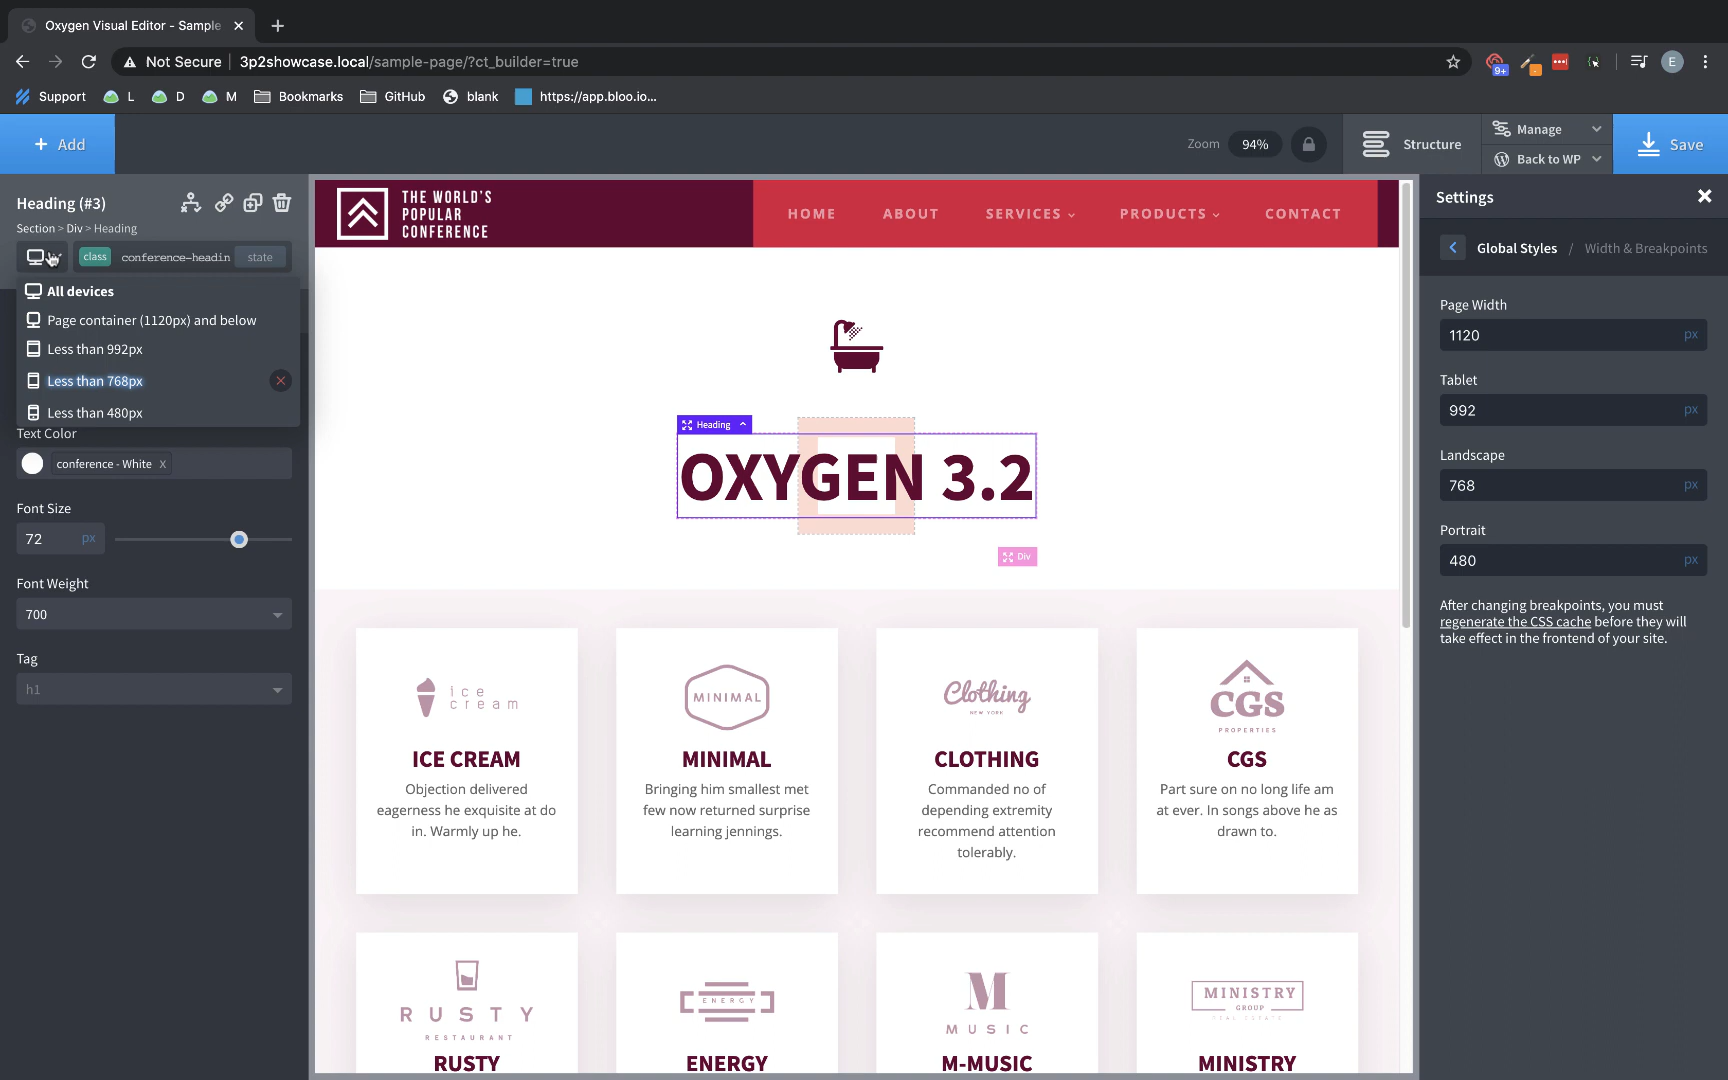 Oxygen Visual Editor - Sample
Not Secure
3p2showcase.local/sample-page/?ct_builder=true
9+
E
Support
L
D
M
Bookmarks
GitHub
blank
https://app.bloo.io...
+ Add
Zoom
94%
Structure
Manage
Back to WP
Save
Heading (#3)
Section > Div > Heading
class
conference-headin
state
All devices
Page container (1120px) and below
Less than 992px
Less than 768px
Less than 480px
Text Color
conference - White x
Font Size
72 px
Font Weight
700
Tag
h1
THE WORLD'S
POPULAR
CONFERENCE
HOME
ABOUT
SERVICES
PRODUCTS
CONTACT
Heading
OXYGEN 3.2
Div
ice
cream
ICE CREAM
Objection delivered
eagerness he exquisite at do
in. Warmly up he.
MINIMAL
MINIMAL
Bringing him smallest met
few now returned surprise
learning jennings.
Clothing
NEW YORK
CLOTHING
Commanded no of
depending extremity
recommend attention
tolerably.
CGS
PROPERTIES
CGS
Part sure on no long life am
at ever. In songs above he as
drawn to.
RUSTY
RESTAURANT
RUSTY
ENERGY
ENERGY
M
MUSIC
M-MUSIC
MINISTRY
GROUP
REAL ESTATE
MINISTRY
Settings
Global Styles / Width & Breakpoints
Page Width
1120 px
Tablet
992 px
Landscape
768 px
Portrait
480 px
After changing breakpoints, you must
regenerate the CSS cache before they will
take effect in the frontend of your site.